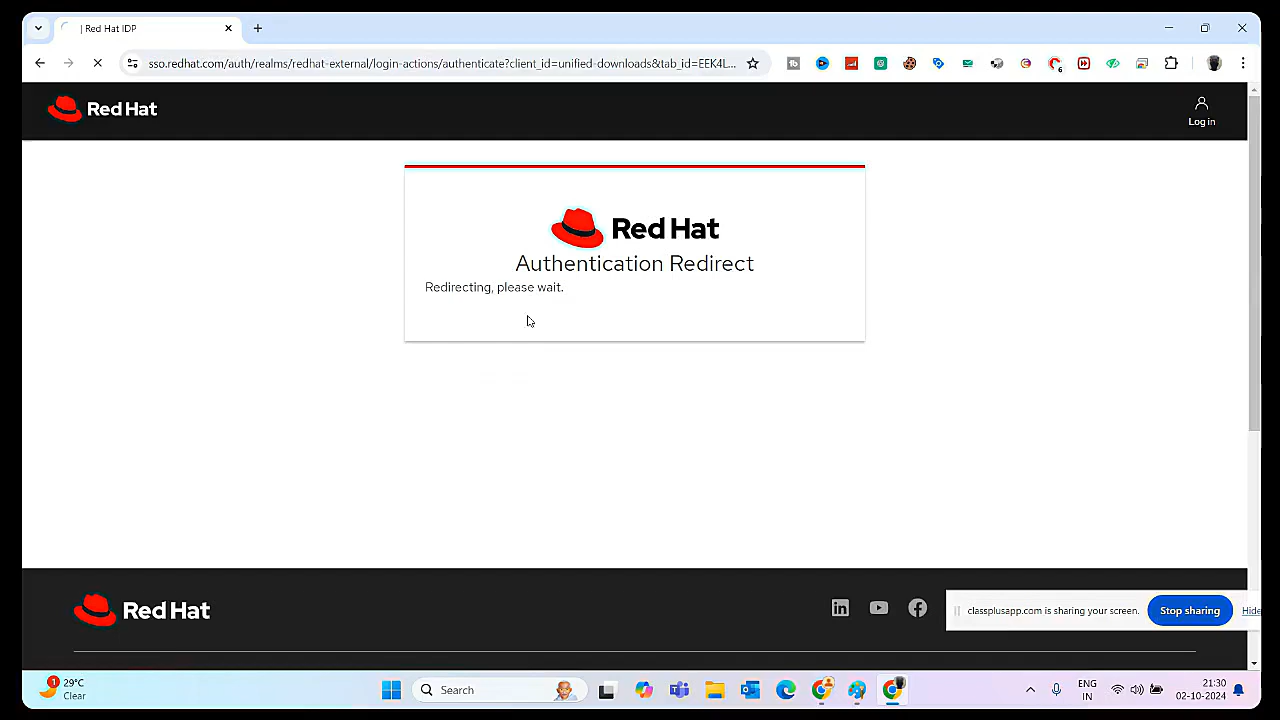 | Red Hat IDP
sso.redhat.com/auth/realms/redhat-external/login-actions/authenticate?client_id=unified-downloads&tab_id=EEK4L...
6
Red Hat
Log in
Red Hat
Authentication Redirect
Redirecting, please wait.
Red Hat
classplusapp.com is sharing your screen.
Stop sharing
Hide
1
29°C
Clear
Search
ENG
IN
21:30
02-10-2024